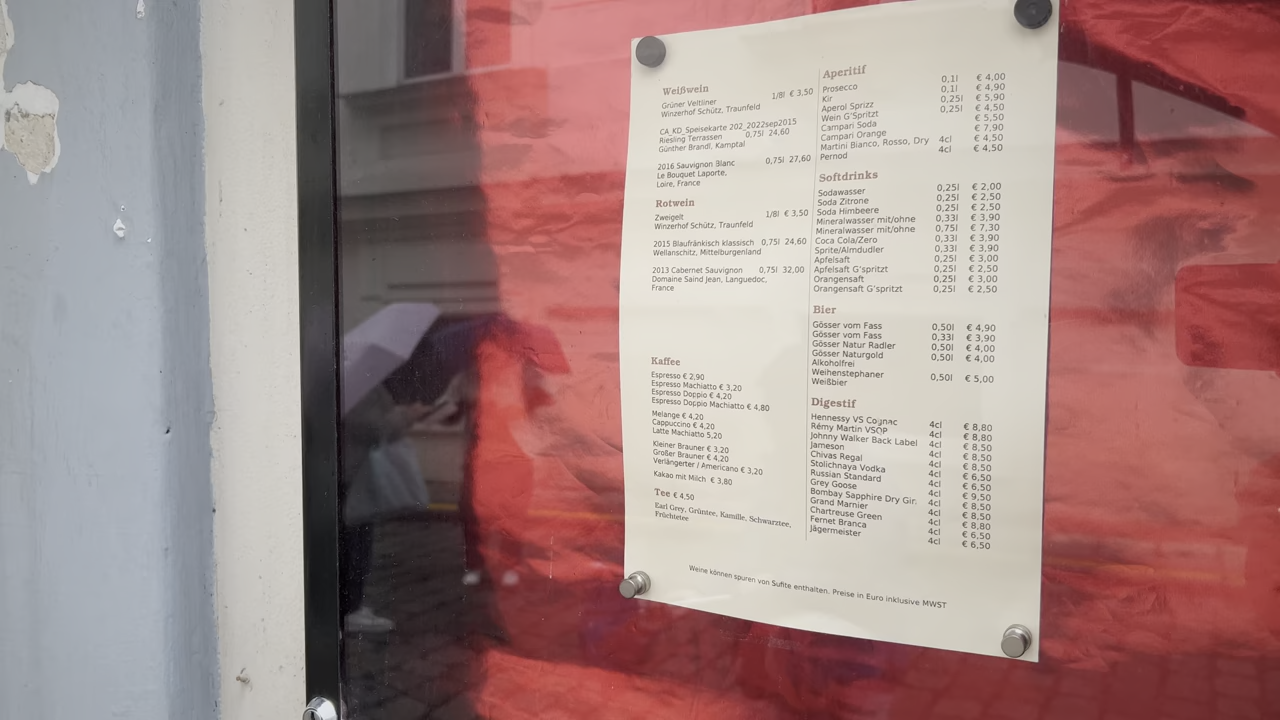 Weißwein
Grüner Veltliner 1/8l € 3,50
Winzerhof Schütz, Traunfeld
CA_KD_Speisekarte 202_2022sep2015
Riesling Terrassen 0,75l 24,60
Günther Brandl, Kamptal
2016 Sauvignon Blanc 0,75l 27,60
Le Bouquet Laporte,
Loire, France
Rotwein
Zweigelt 1/8l € 3,50
Winzerhof Schütz, Traunfeld
2015 Blaufränkisch klassisch 0,75l 24,60
Wellanschitz, Mittelburgenland
2013 Cabernet Sauvignon 0,75l 32,00
Domaine Saind Jean, Languedoc,
France
Kaffee
Espresso € 2,90
Espresso Machiatto € 3,20
Espresso Doppio € 4,20
Espresso Doppio Machiatto € 4,80
Melange € 4,20
Cappuccino € 4,20
Latte Machiatto 5,20
Kleiner Brauner € 3,20
Großer Brauner € 4,20
Verlängerter / Americano € 3,20
Kakao mit Milch € 3,80
Tee € 4,50
Earl Grey, Grüntee, Kamille, Schwarztee,
Früchtetee
Aperitif
Prosecco 0,1l € 4,00
Kir 0,1l € 4,90
Aperol Sprizz 0,25l € 5,90
Wein G'Spritzt 0,25l € 4,50
Campari Soda € 5,50
Campari Orange € 7,90
Martini Bianco, Rosso, Dry 4cl € 4,50
Pernod 4cl € 4,50
Softdrinks
Sodawasser 0,25l € 2,00
Soda Zitrone 0,25l € 2,50
Soda Himbeere 0,25l € 2,50
Mineralwasser mit/ohne 0,33l € 3,90
Mineralwasser mit/ohne 0,75l € 7,30
Coca Cola/Zero 0,33l € 3,90
Sprite/Almdudler 0,33l € 3,90
Apfelsaft 0,25l € 3,00
Apfelsaft G'spritzt 0,25l € 2,50
Orangensaft 0,25l € 3,00
Orangensaft G'spritzt 0,25l € 2,50
Bier
Gösser vom Fass 0,50l € 4,90
Gösser vom Fass 0,33l € 3,90
Gösser Natur Radler 0,50l € 4,00
Gösser Naturgold 0,50l € 4,00
Alkoholfrei
Weihenstephaner 0,50l € 5,00
Weißbier
Digestif
Hennessy VS Cognac 4cl € 8,80
Rémy Martin VSOP 4cl € 8,80
Johnny Walker Back Label 4cl € 8,50
Jameson 4cl € 8,50
Chivas Regal 4cl € 8,50
Stolichnaya Vodka 4cl € 6,50
Russian Standard 4cl € 6,50
Grey Goose 4cl € 9,50
Bombay Sapphire Dry Gin 4cl € 8,50
Grand Marnier 4cl € 8,50
Chartreuse Green 4cl € 8,80
Fernet Branca 4cl € 6,50
Jägermeister 4cl € 6,50
Weine können spuren von Sufite enthalten. Preise in Euro inklusive MWST